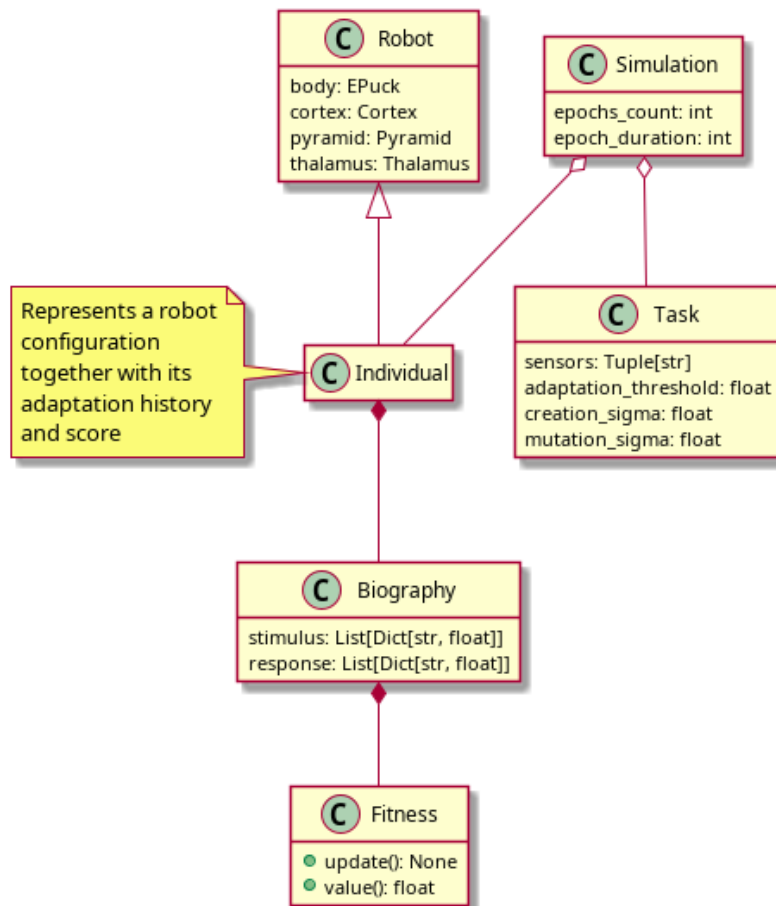 C Robot
body: EPuck
cortex: Cortex
pyramid: Pyramid
thalamus: Thalamus
C Simulation
epochs_count: int
epoch_duration: int
Represents a robot
configuration
together with its
adaptation history
and score
C Individual
C Task
sensors: Tuple[str]
adaptation_threshold: float
creation_sigma: float
mutation_sigma: float
C Biography
stimulus: List[Dict[str, float]]
response: List[Dict[str, float]]
C Fitness
update(): None
value(): float